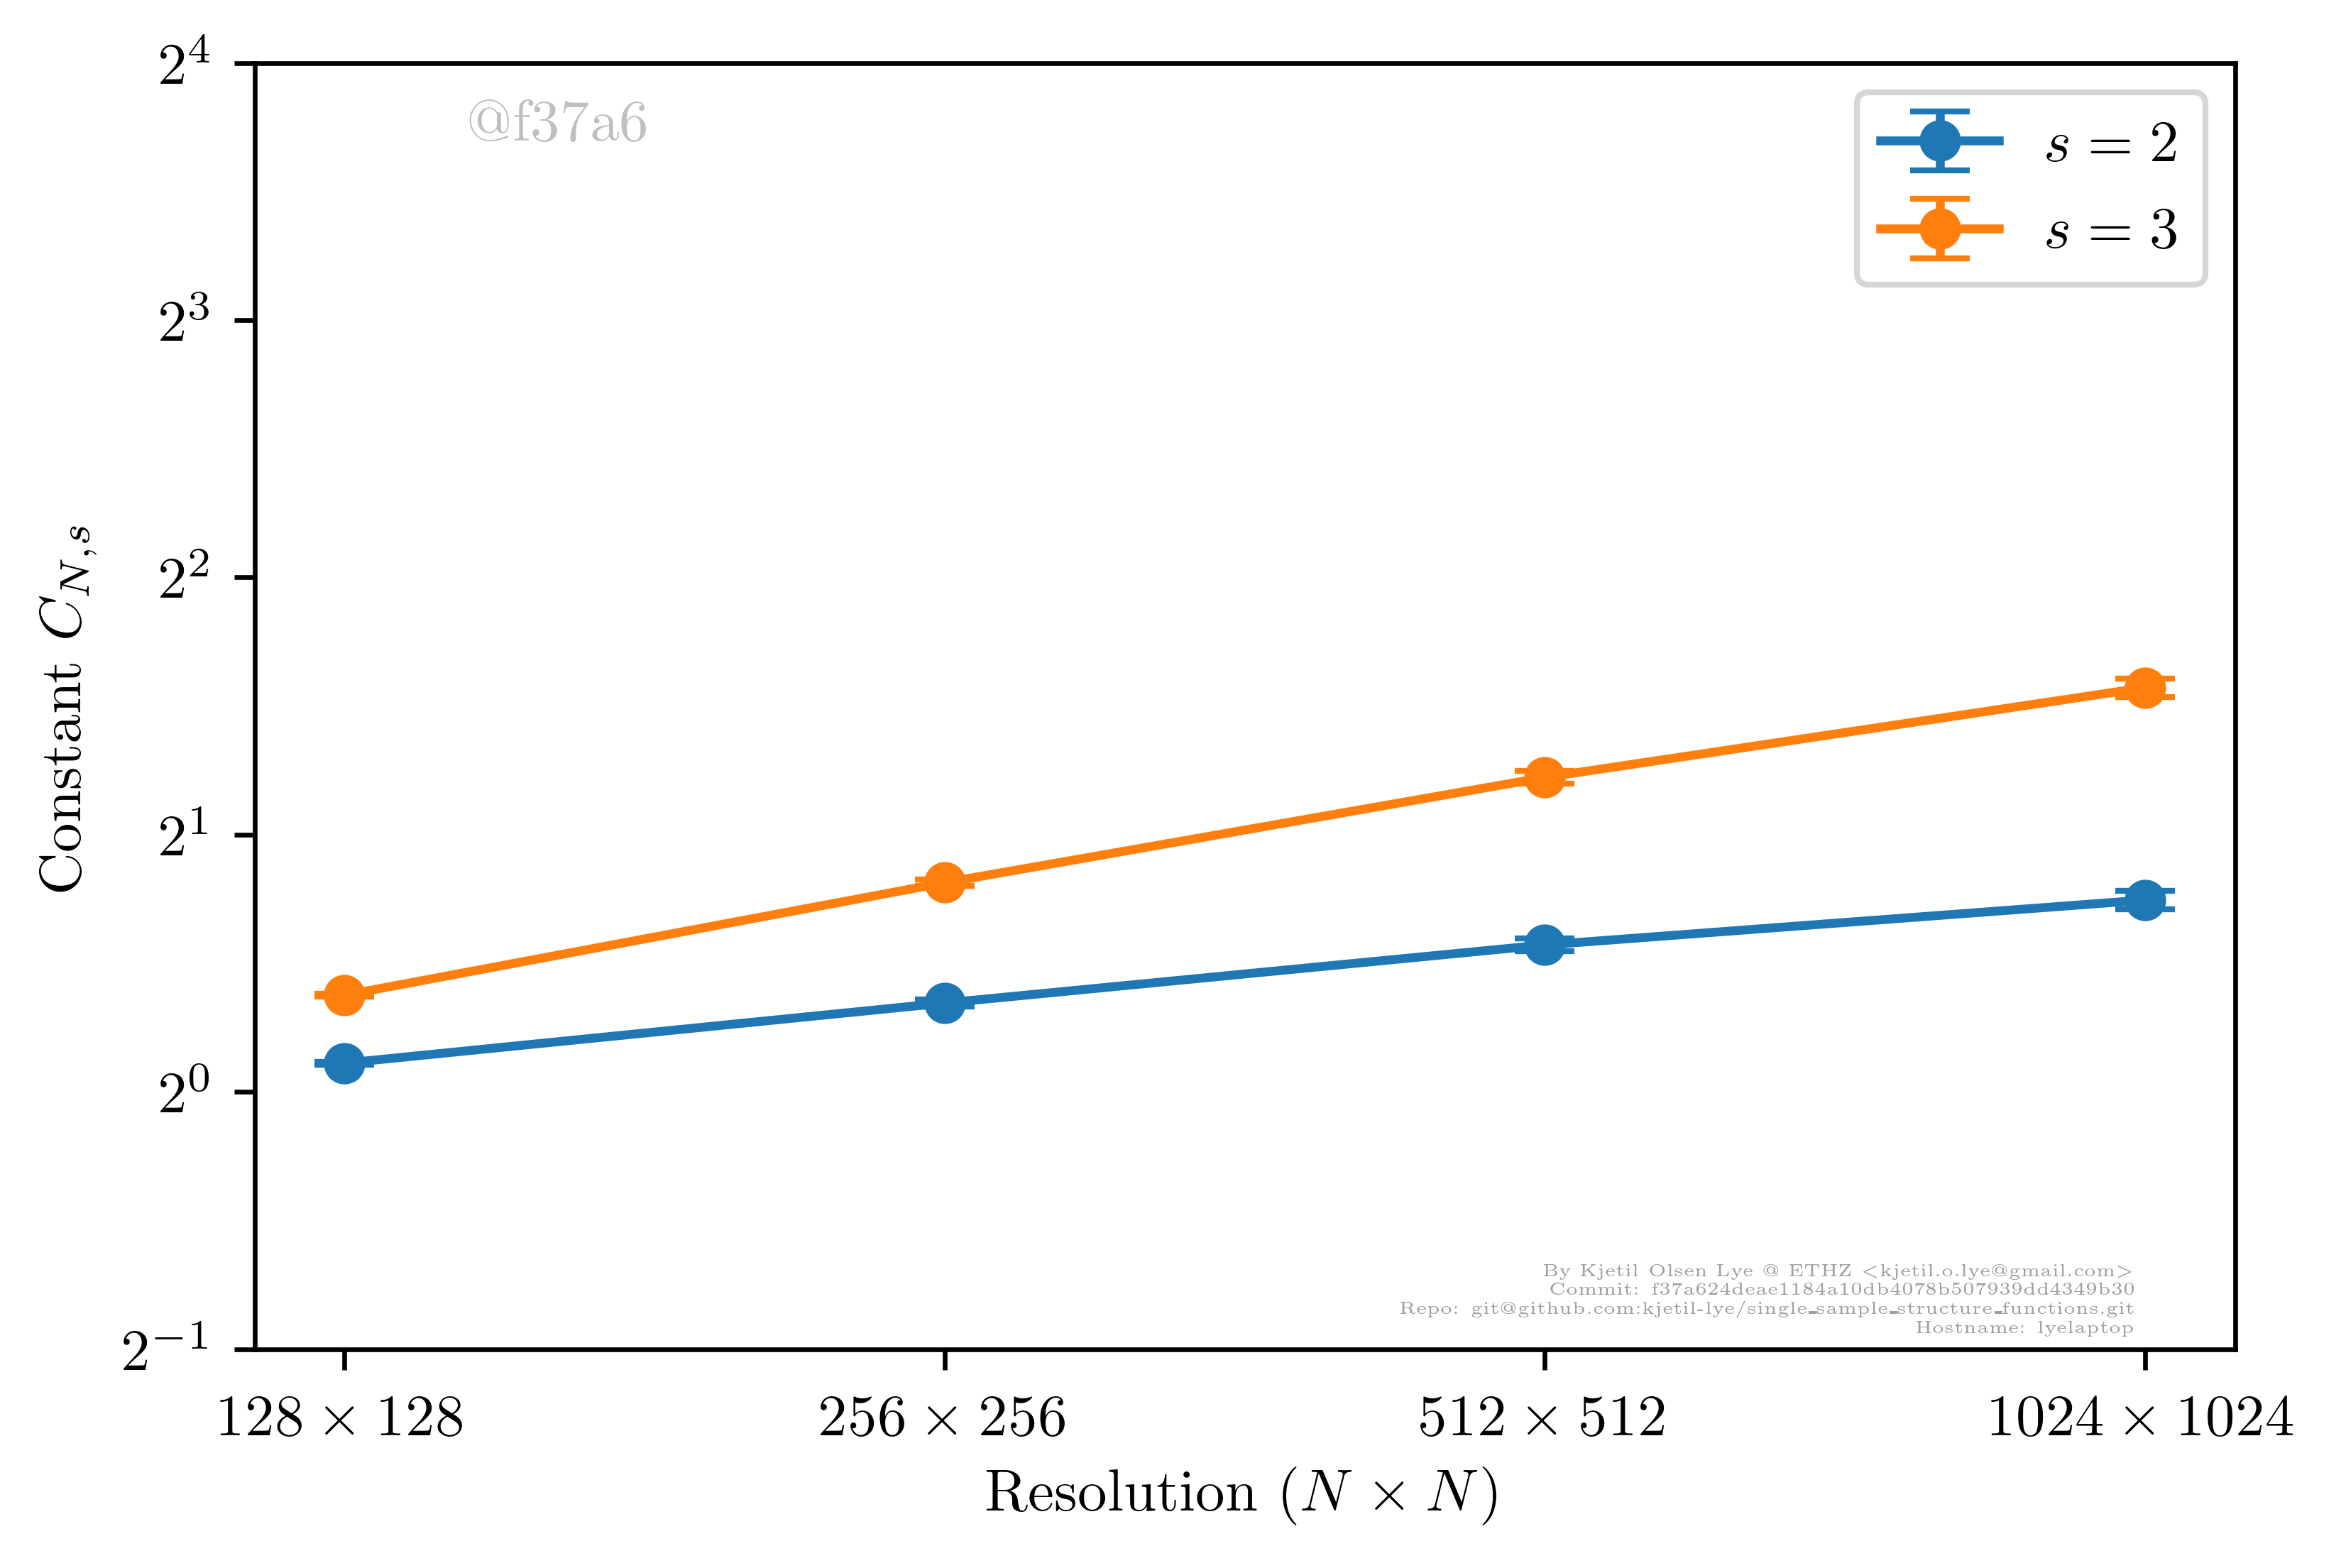 @f37a6
s = 2
s = 3
2^4
2^3
2^2
2^1
2^0
2^−1
Constant C_{N,s}
By Kjetil Olsen Lye @ ETHZ <kjetil.o.lye@gmail.com>
Commit: f37a624deae1184a10db4078b507939dd4349b30
Repo: git@github.com:kjetil-lye/single_sample_structure_functions.git
Hostname: lyelaptop
128 × 128
256 × 256
512 × 512
1024 × 1024
Resolution (N × N)